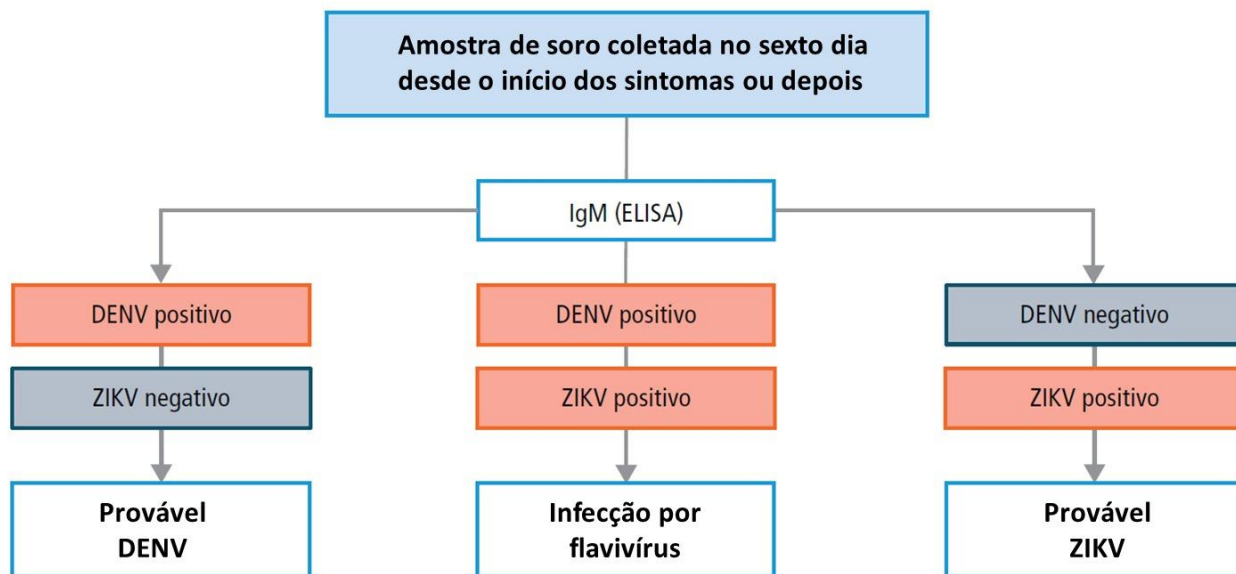 Amostra de soro coletada no sexto dia
desde o início dos sintomas ou depois
IgM (ELISA)
DENV positivo
DENV positivo
DENV negativo
ZIKV negativo
ZIKV positivo
ZIKV positivo
Provável
DENV
Infecção por
flavivírus
Provável
ZIKV